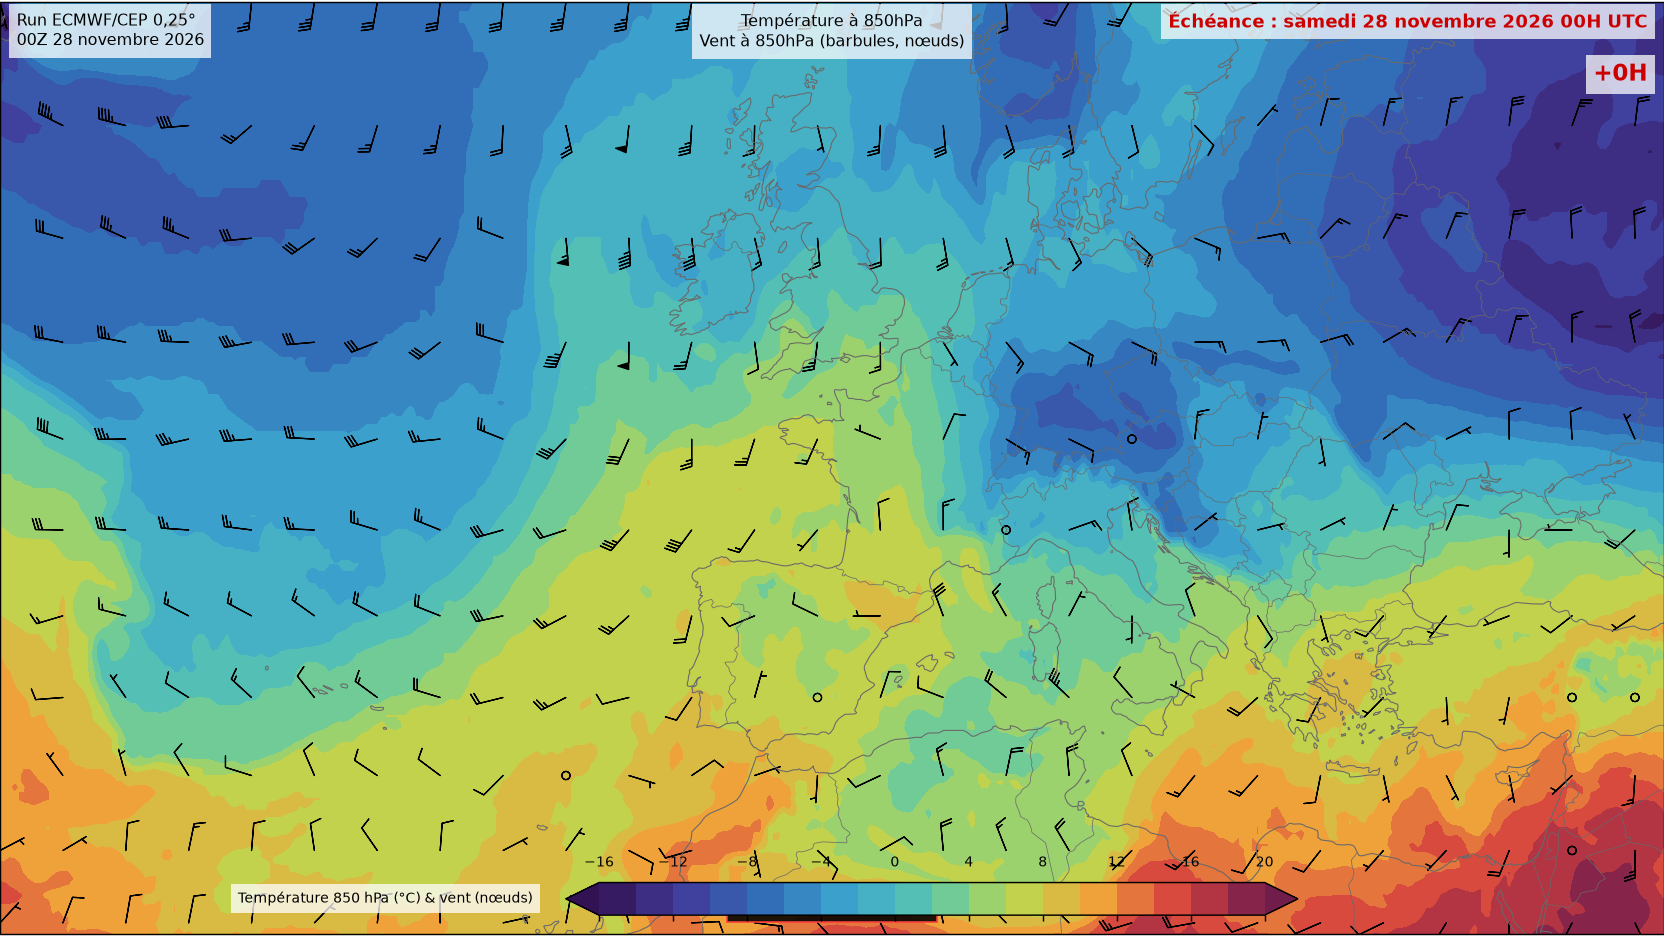 Run ECMWF/CEP 0,25°
00Z 28 novembre 2026
Température à 850hPa
Vent à 850hPa (barbules, nœuds)
Échéance : samedi 28 novembre 2026 00H UTC
+0H
−16 −12 −8 −4 0 4 8 12 16 20
Température 850 hPa (°C) & vent (nœuds)